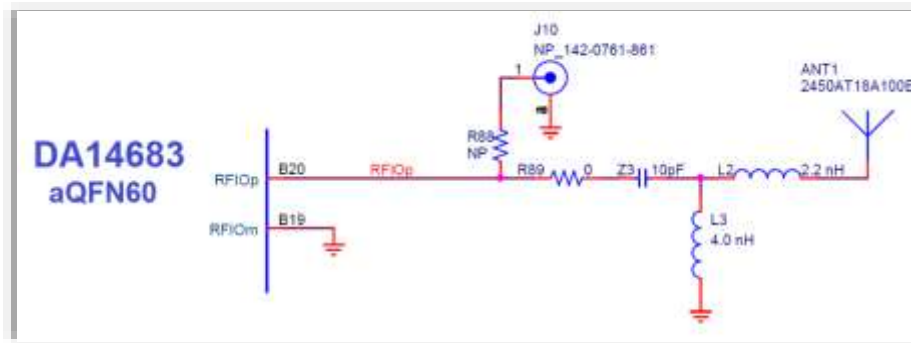 J10
NP_142-0761-861
1
ANT1
2450AT18A100E
R88
NP
DA14683
aQFN60
RFIOp
B20
RFIOp
R89
0
Z3
10pF
L2
2.2 nH
RFIOm
B19
L3
4.0 nH